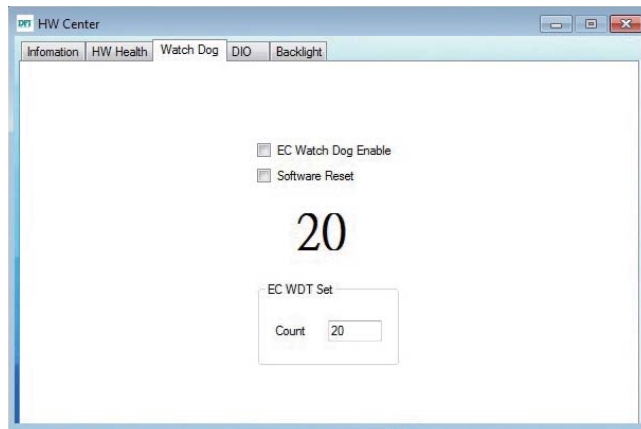 DFI HW Center
Infomation HW Health Watch Dog DIO Backlight
EC Watch Dog Enable
Software Reset
20
EC WDT Set
Count 20